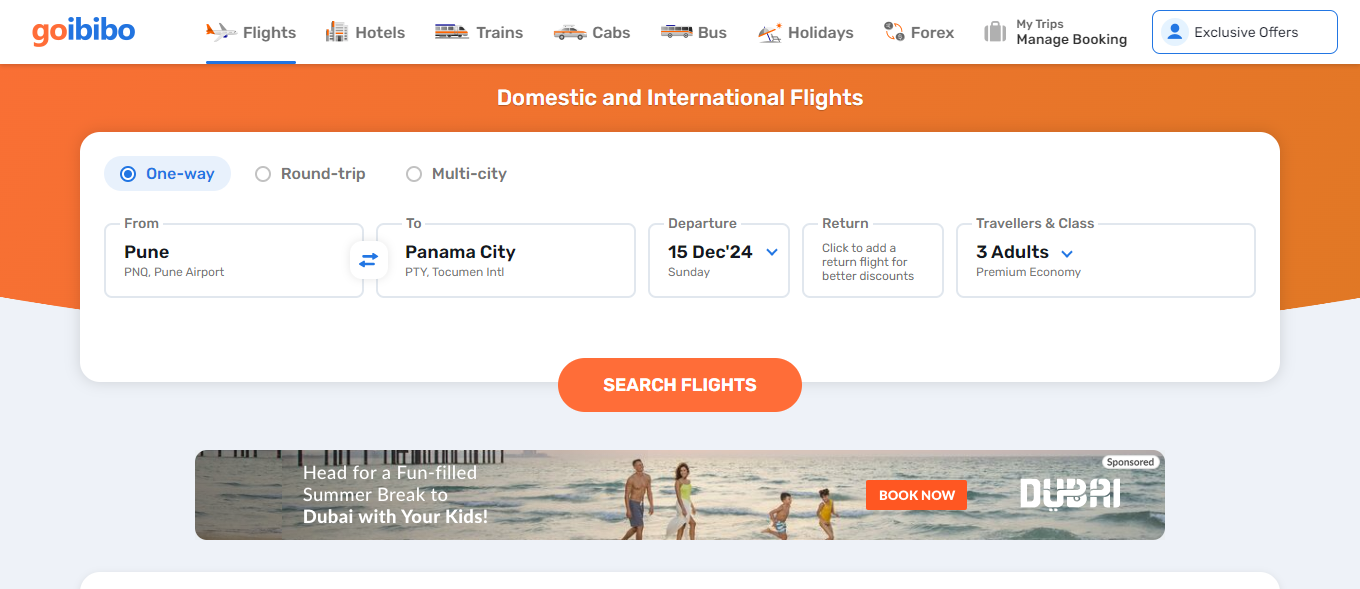 goibibo
Flights
Hotels
Trains
Cabs
Bus
Holidays
Forex
My Trips
Manage Booking
Exclusive Offers
Domestic and International Flights
One-way
Round-trip
Multi-city
From
Pune
PNQ, Pune Airport
To
Panama City
PTY, Tocumen Intl
Departure
15 Dec'24
Sunday
Return
Click to add a
return flight for
better discounts
Travellers & Class
3 Adults
Premium Economy
SEARCH FLIGHTS
Head for a Fun-filled
Summer Break to
Dubai with Your Kids!
BOOK NOW
Sponsored
DUBAI